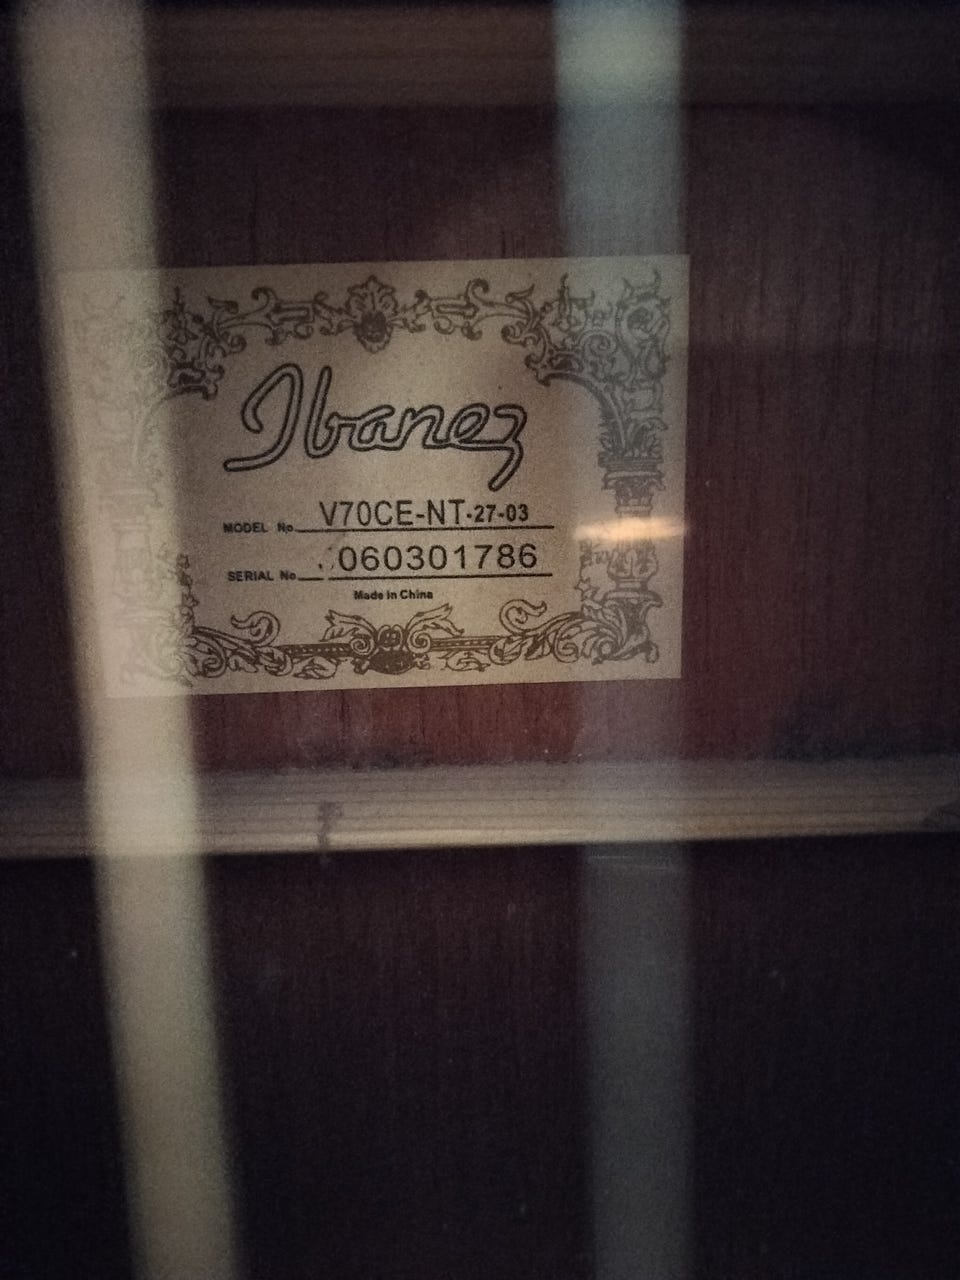 Ibanez
MODEL No. V70CE-NT-27-03
SERIAL No. 060301786
Made in China